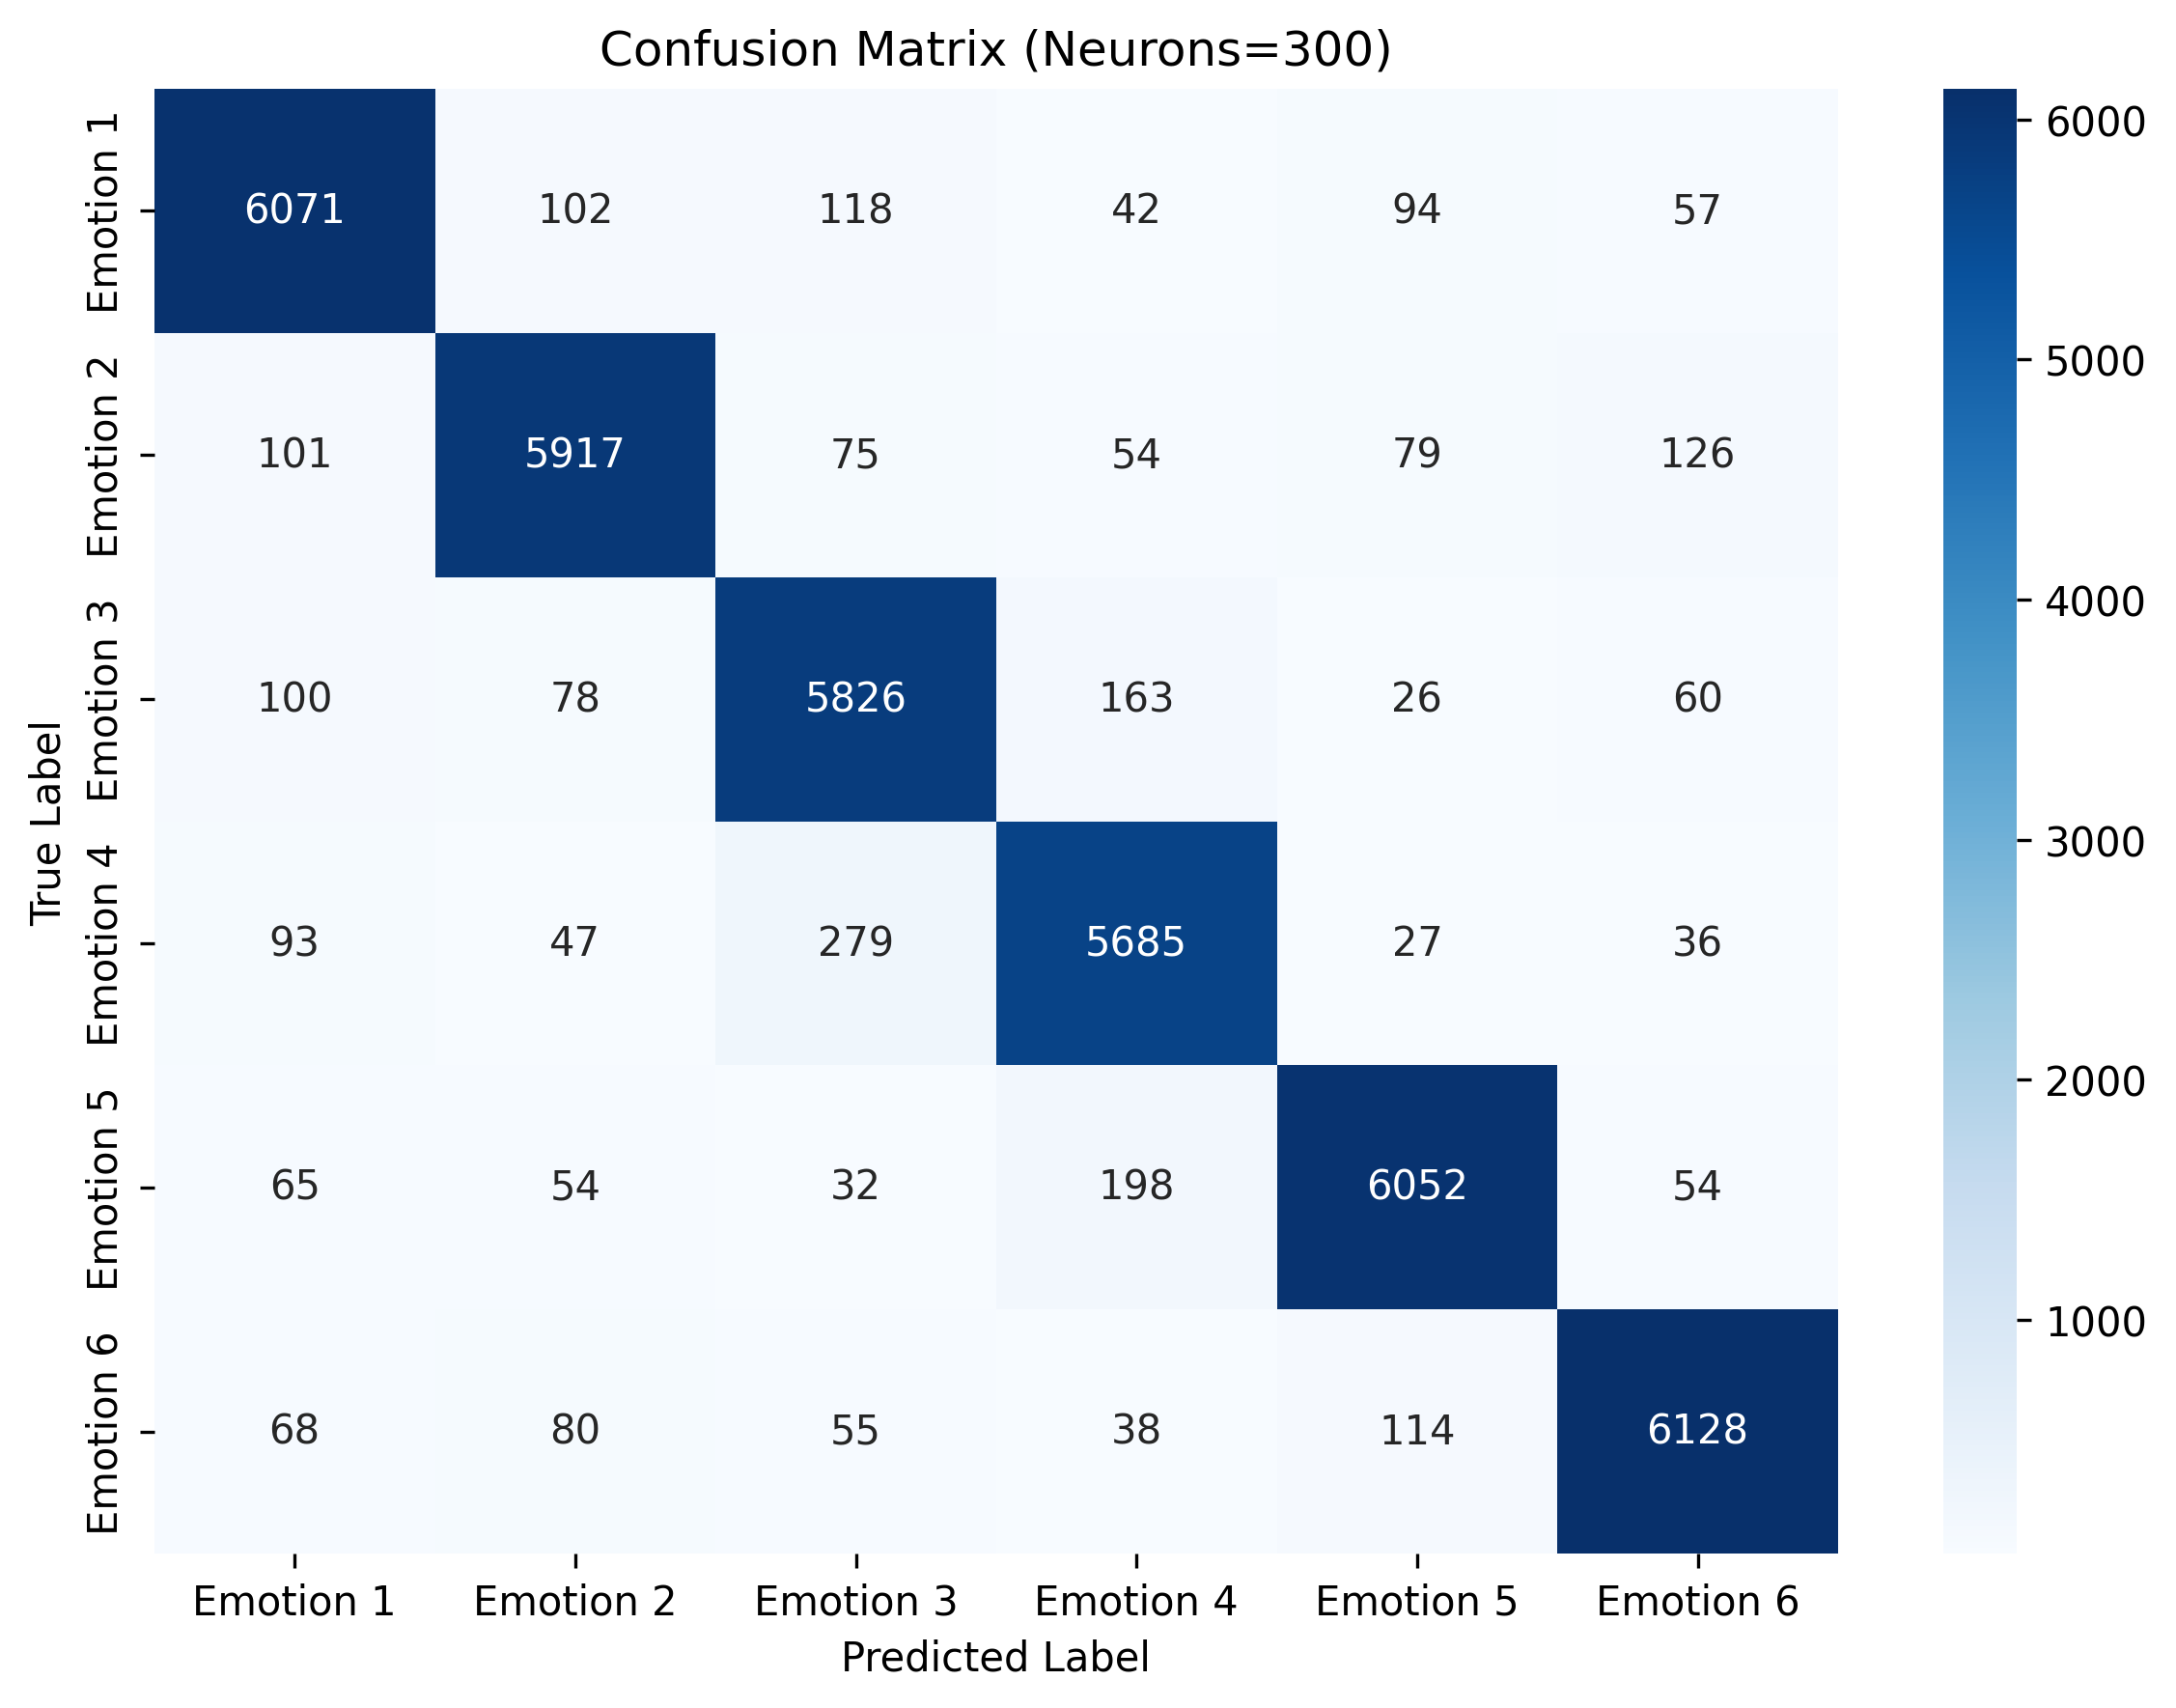 Confusion Matrix (Neurons=300)
True Label
Emotion 1
6071 102 118 42 94 57
Emotion 2
101 5917 75 54 79 126
Emotion 3
100 78 5826 163 26 60
Emotion 4
93 47 279 5685 27 36
Emotion 5
65 54 32 198 6052 54
Emotion 6
68 80 55 38 114 6128
Emotion 1 Emotion 2 Emotion 3 Emotion 4 Emotion 5 Emotion 6
Predicted Label
6000
5000
4000
3000
2000
1000